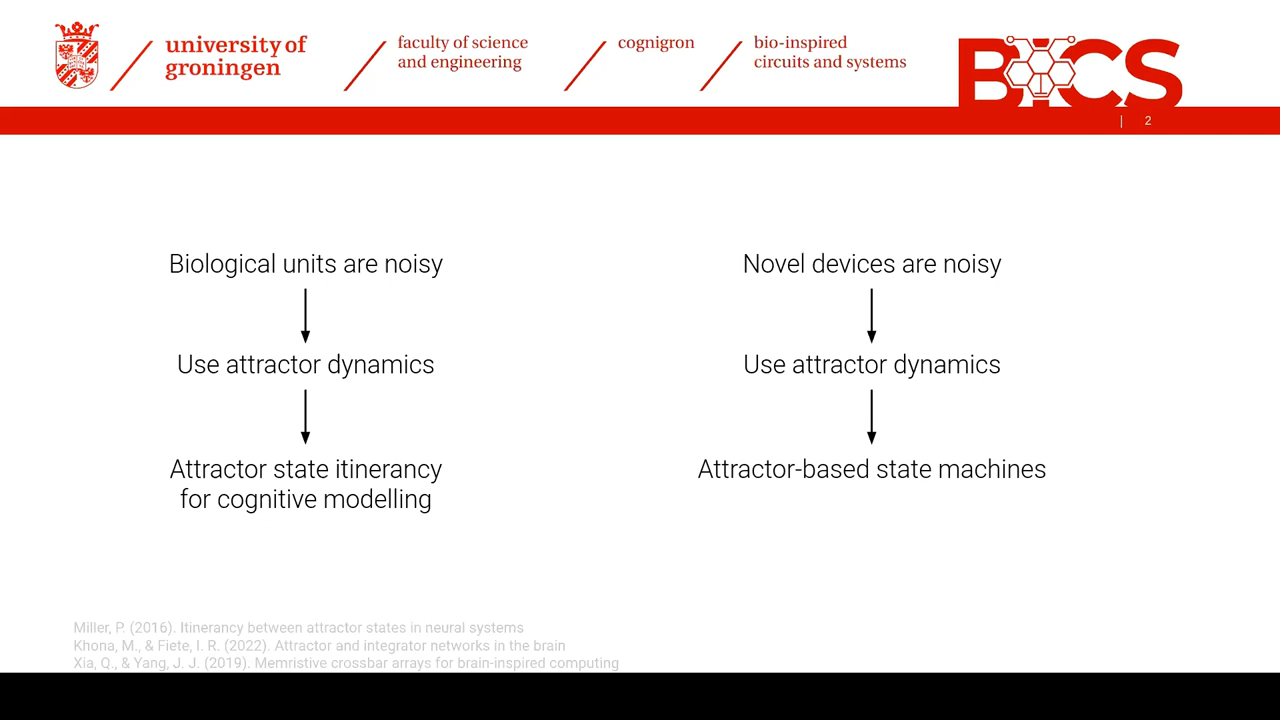 university of
groningen
faculty of science
and engineering
cognigron
bio-inspired
circuits and systems
BICS
| 2
Biological units are noisy
Use attractor dynamics
Attractor state itinerancy
for cognitive modelling
Novel devices are noisy
Use attractor dynamics
Attractor-based state machines
Miller, P. (2016). Itinerancy between attractor states in neural systems
Khona, M., & Fiete, I. R. (2022). Attractor and integrator networks in the brain
Xia, Q., & Yang, J. J. (2019). Memristive crossbar arrays for brain-inspired computing